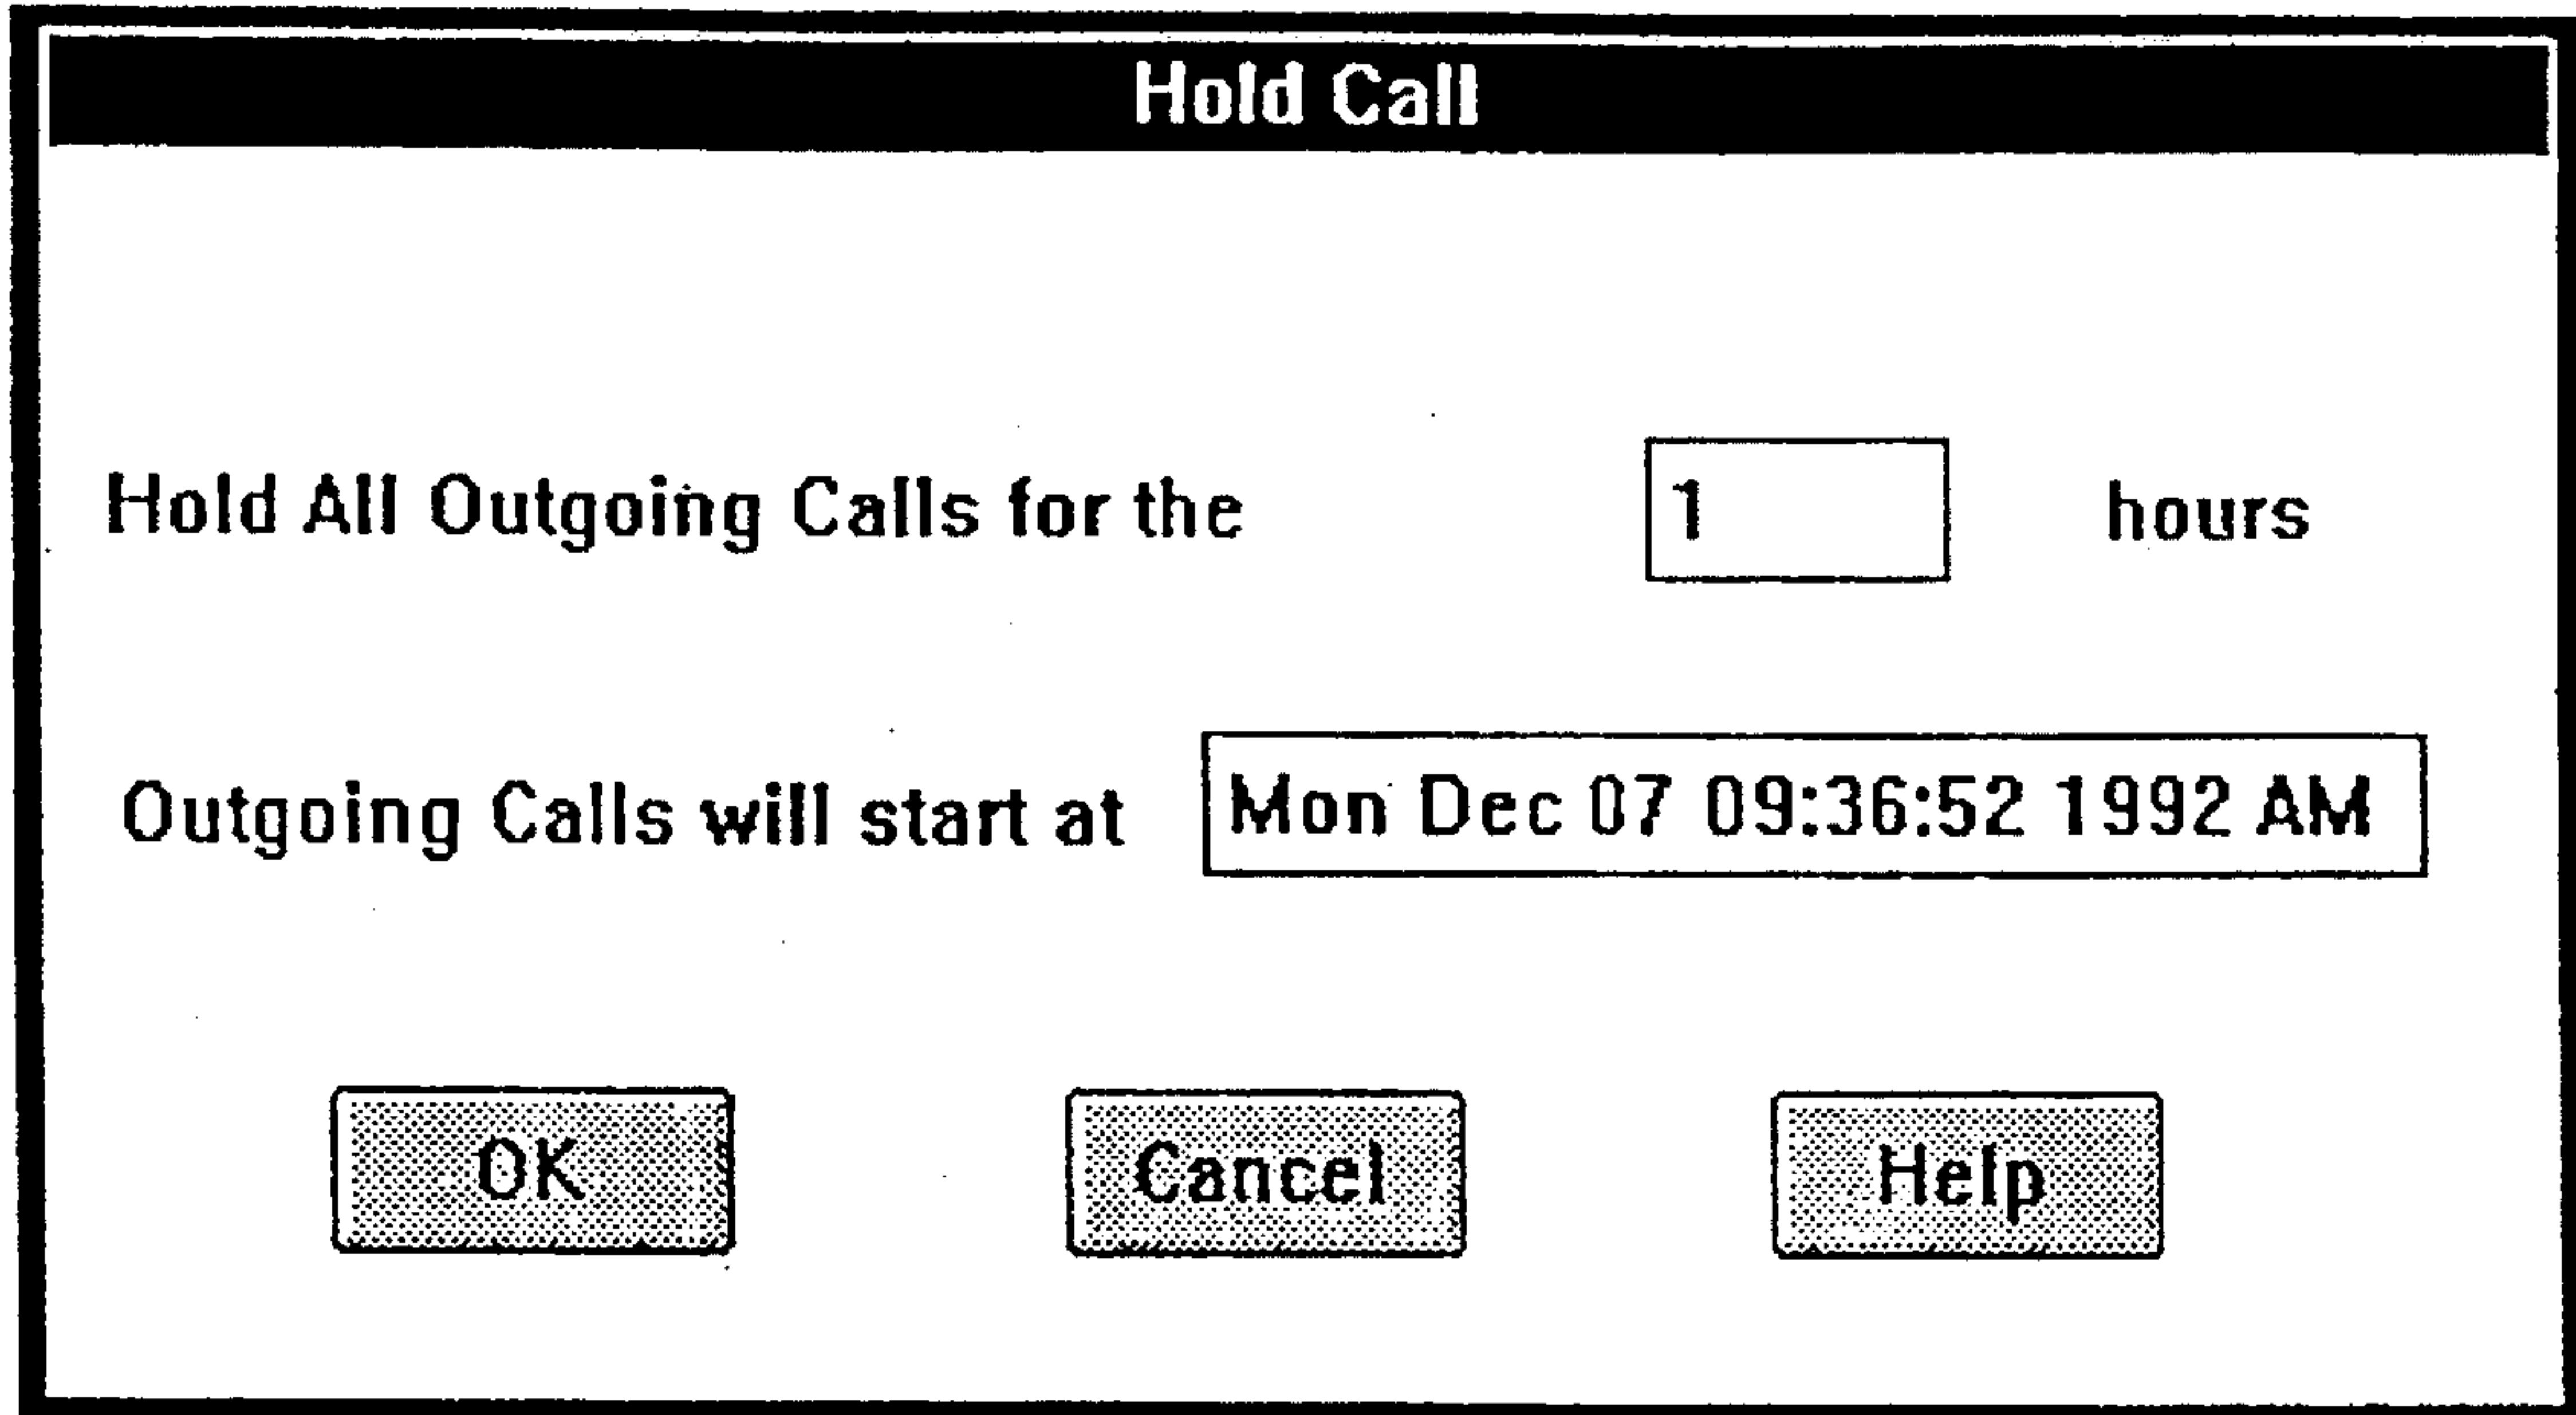 Hold Call
Hold All Outgoing Calls for the 1 hours
Outgoing Calls will start at Mon Dec 07 09:36:52 1992 AM
OK Cancel Help